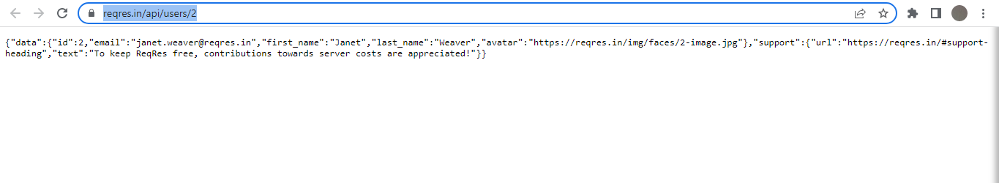 reqres.in/api/users/2
{"data":{"id":2,"email":"janet.weaver@reqres.in","first_name":"Janet","last_name":"Weaver","avatar":"https://reqres.in/img/faces/2-image.jpg"},"support":{"url":"https://reqres.in/#support-
heading","text":"To keep ReqRes free, contributions towards server costs are appreciated!"}}